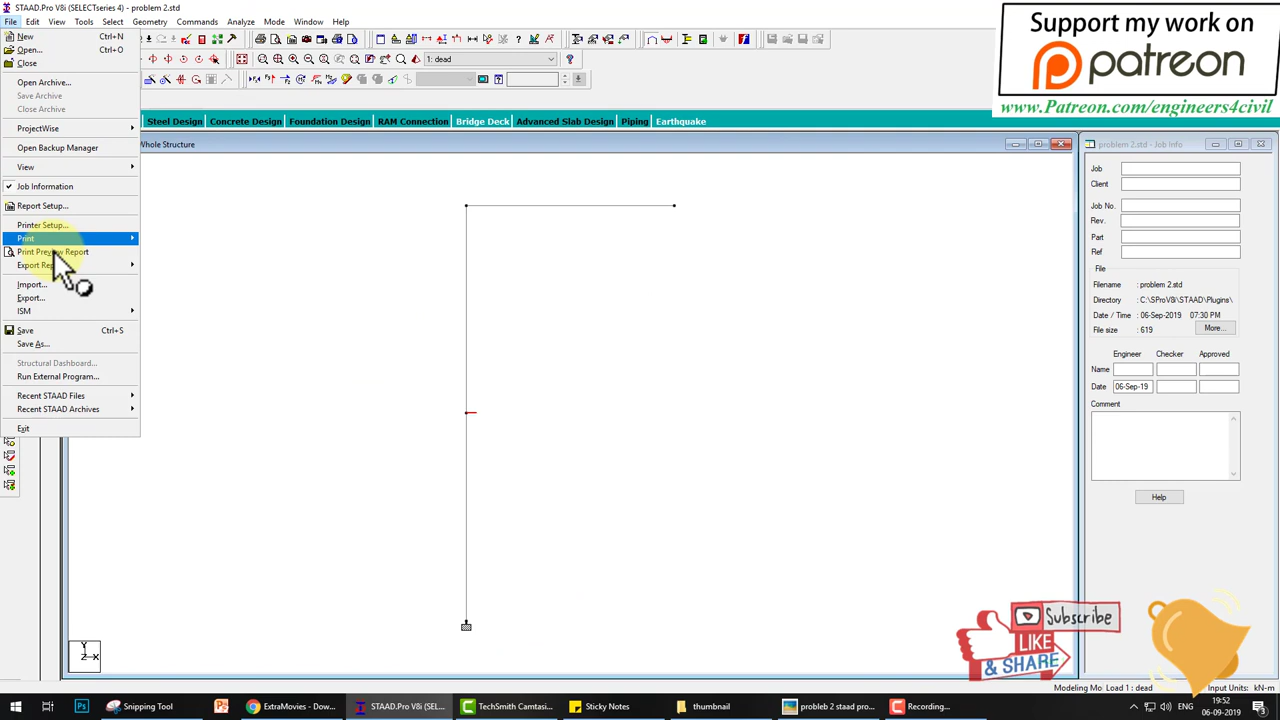 STAAD.Pro V8i (SELECTseries 4) - problem 2.std
File Edit View Tools Select Geometry Commands Analyze Mode Window Help
New Ctrl+N
Open... Ctrl+O
Close
Open Archive...
Save Archive
Close Archive
ProjectWise
Open Backup Manager
View
Job Information
Report Setup...
Printer Setup...
Print
Print Preview Report
Export Rep
Import...
Export...
ISM
Save Ctrl+S
Save As...
Structural Dashboard...
Run External Program...
Recent STAAD Files
Recent STAAD Archives
Exit
1: dead
Steel Design Concrete Design Foundation Design RAM Connection Bridge Deck Advanced Slab Design Piping Earthquake
Whole Structure
Y
Z X
Support my work on
patreon
www.Patreon.com/engineers4civil
problem 2.std - Job Info
Job
Client
Job No.
Rev.
Part
Ref
File
Filename : problem 2.std
Directory : C:\SProV8i\STAAD\Plugins\
Date / Time : 06-Sep-2019 07:30 PM
File size : 619
More...
Engineer Checker Approved
Name
Date 06-Sep-19
Comment
Help
Subscribe
LIKE
& SHARE
Modeling Mo Load 1 : dead Input Units: kN-m
Snipping Tool
ExtraMovies - Dow...
STAAD.Pro V8i (SEL...
TechSmith Camtasi...
Sticky Notes
thumbnail
probleb 2 staad pro...
Recording...
ENG
19:52
06-09-2019